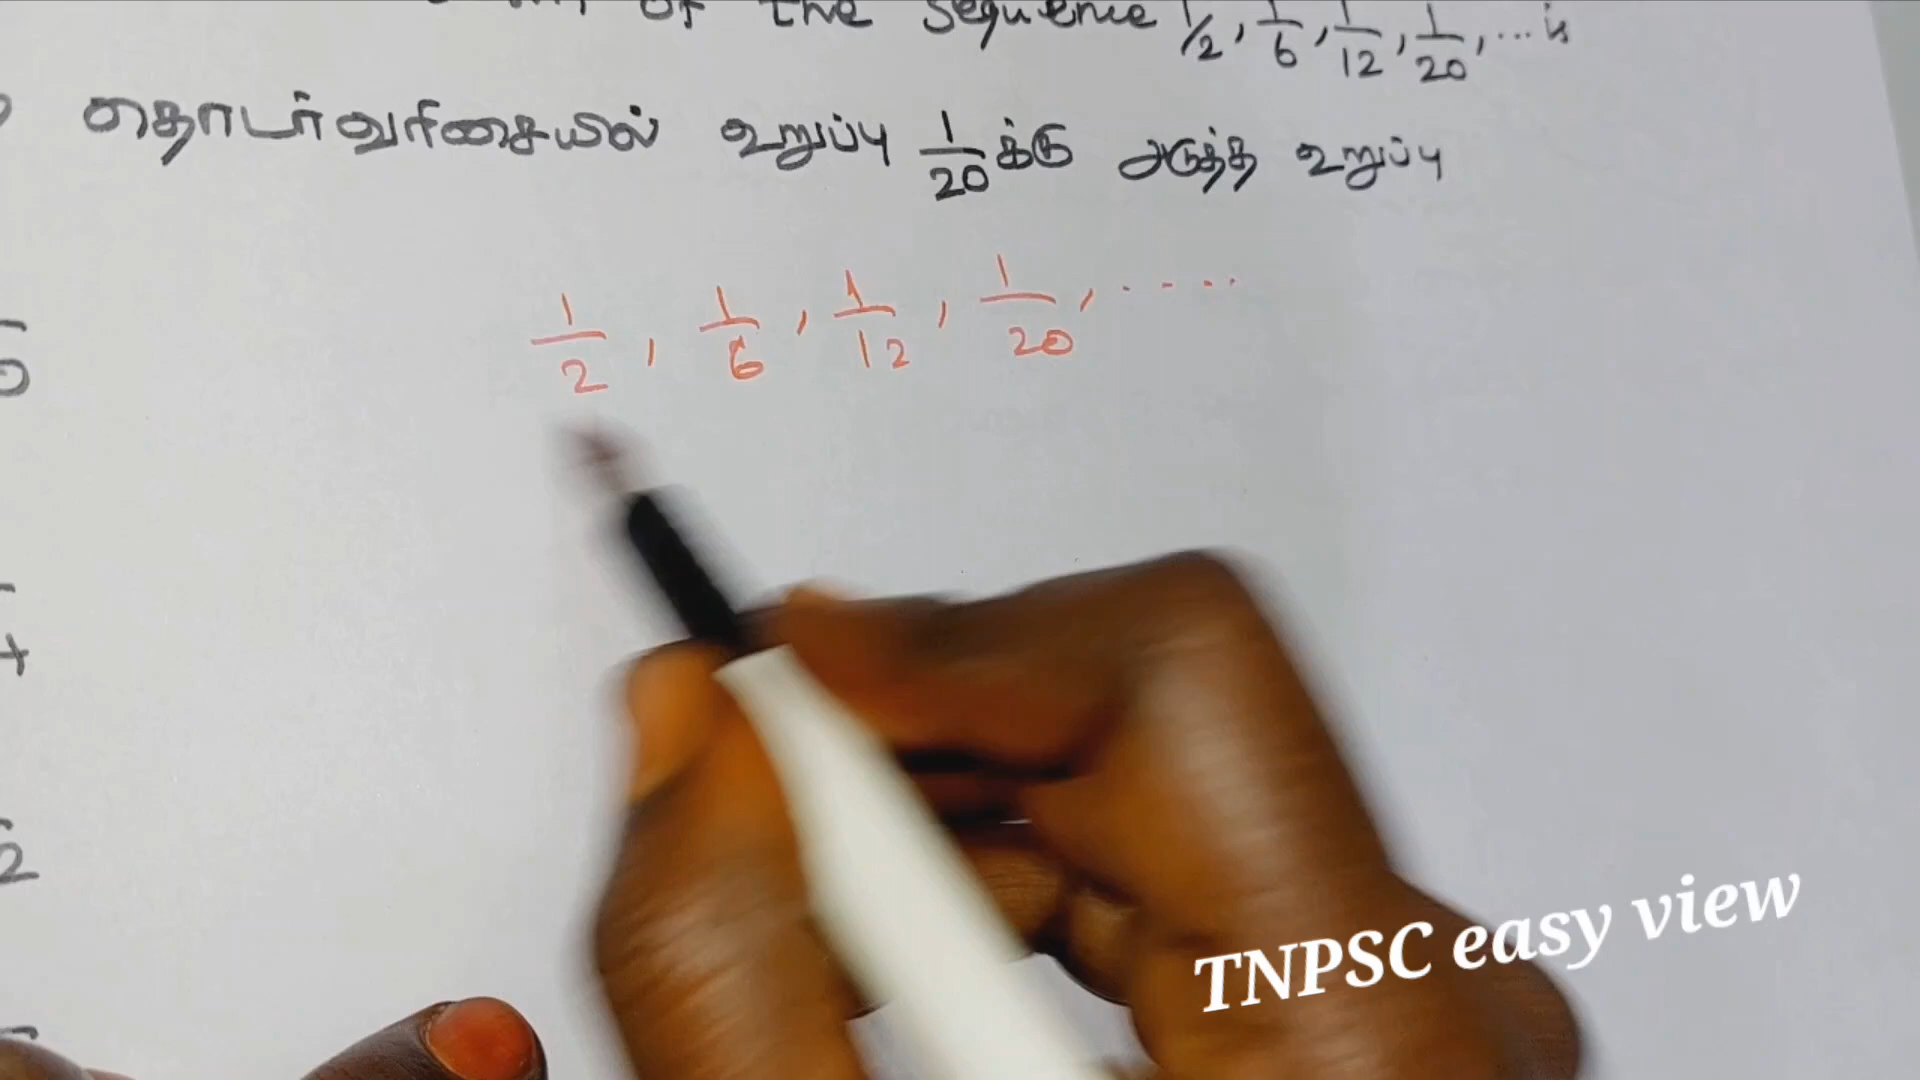 of the sequence 1/2, 1/6, 1/12, 1/20, ... is
தொடர் வரிசையில் உறுப்பு 1/20 க்கு அடுத்த உறுப்பு
1/2, 1/6, 1/12, 1/20, .....
TNPSC easy view